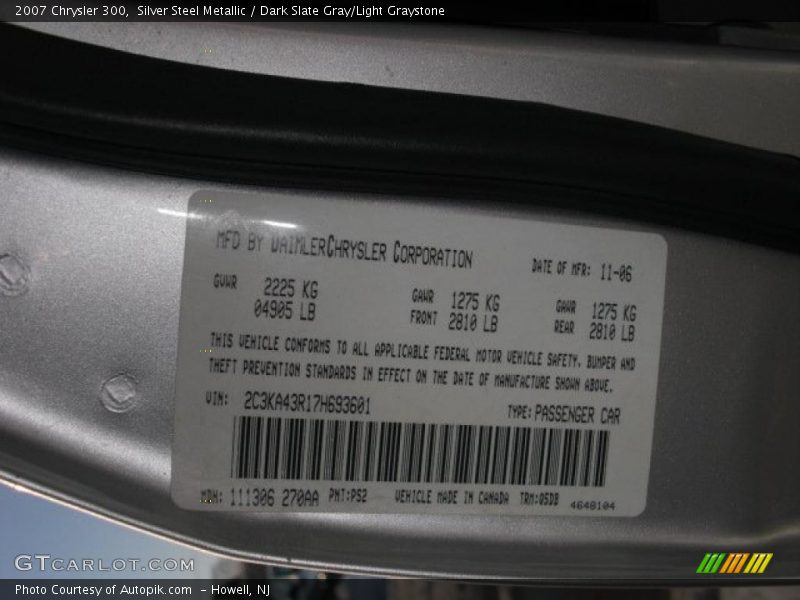 2007 Chrysler 300, Silver Steel Metallic / Dark Slate Gray/Light Graystone
MFD BY DAIMLERCHRYSLER CORPORATION
DATE OF MFR: 11-06
GVWR 2225 KG
04905 LB
GAWR 1275 KG
FRONT 2810 LB
GAWR 1275 KG
REAR 2810 LB
THIS VEHICLE CONFORMS TO ALL APPLICABLE FEDERAL MOTOR VEHICLE SAFETY, BUMPER AND
THEFT PREVENTION STANDARDS IN EFFECT ON THE DATE OF MANUFACTURE SHOWN ABOVE.
VIN: 2C3KA43R17H693601
TYPE: PASSENGER CAR
MDH: 111306 270AA PNT: PS2 VEHICLE MADE IN CANADA TRM: Q5DB 4648104
GTCARLOT.COM
Photo Courtesy of Autopik.com - Howell, NJ